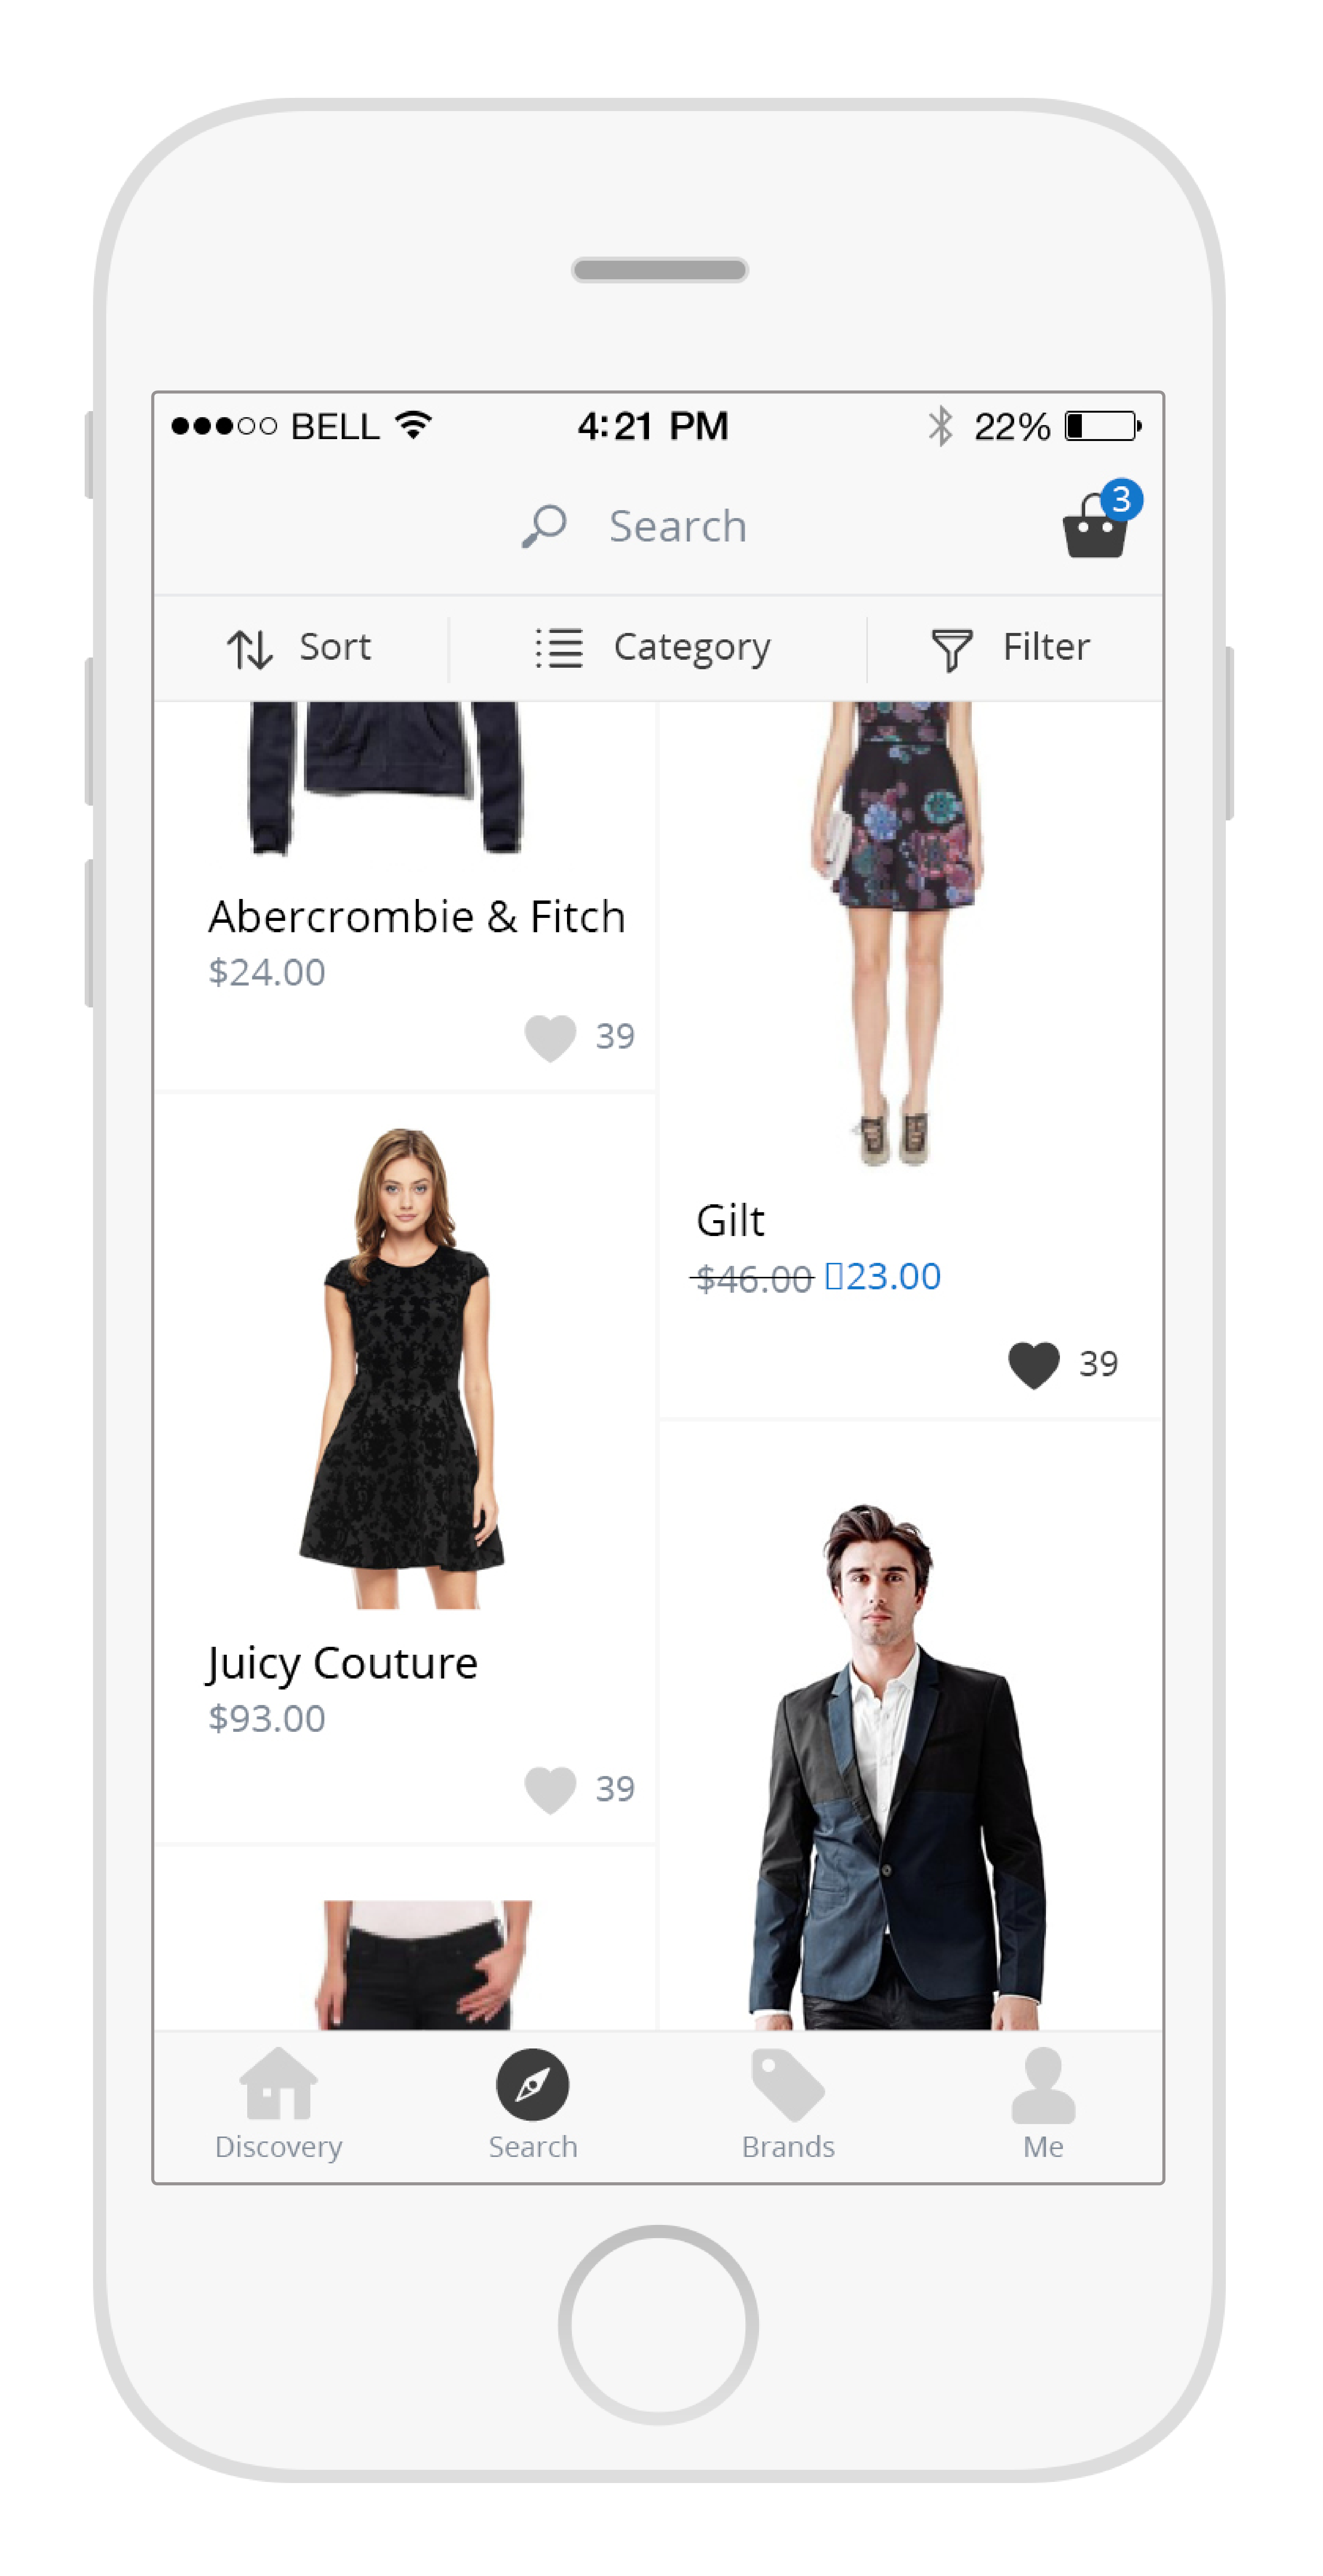 BELL 4:21 PM 22%
Search 3
Sort Category Filter
Abercrombie & Fitch
$24.00
39
Gilt
$46.00 ▯23.00
39
Juicy Couture
$93.00
39
Discovery Search Brands Me